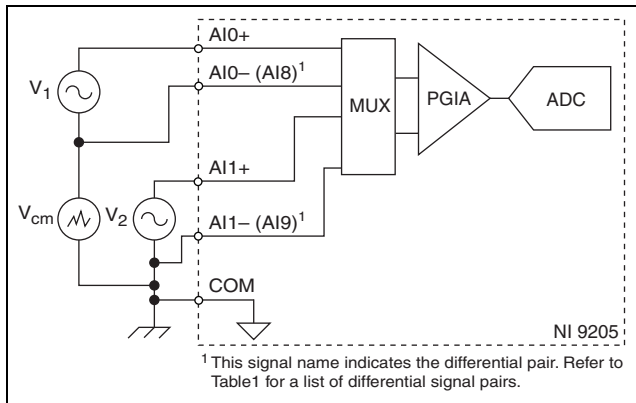 AI0+
AI0– (AI8)¹
V₁
MUX
PGIA
ADC
AI1+
V_cm
V₂
AI1– (AI9)¹
COM
NI 9205
¹ This signal name indicates the differential pair. Refer to
Table1 for a list of differential signal pairs.